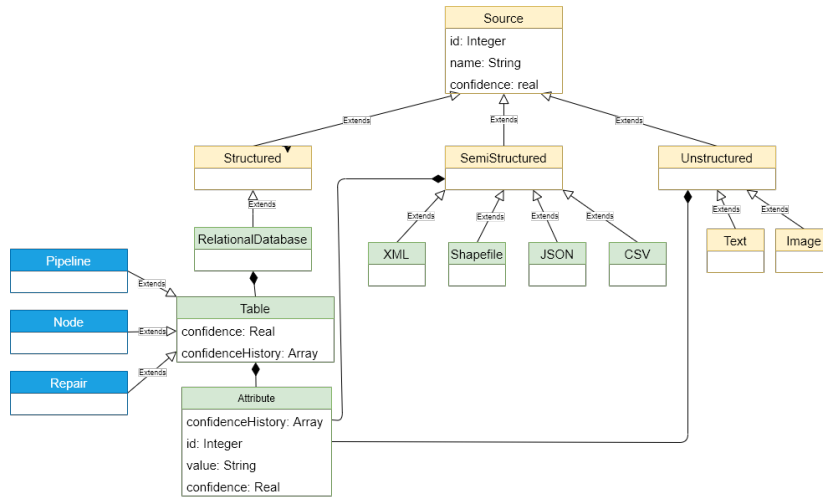 Source
id: Integer
name: String
confidence: real
Extends
Extends
Extends
Structured
SemiStructured
Unstructured
Extends
Extends
Extends
Extends
Extends
Extends
Extends
RelationalDatabase
XML
Shapefile
JSON
CSV
Text
Image
Pipeline
Extends
Table
confidence: Real
confidenceHistory: Array
Node
Extends
Repair
Extends
Attribute
confidenceHistory: Array
id: Integer
value: String
confidence: Real